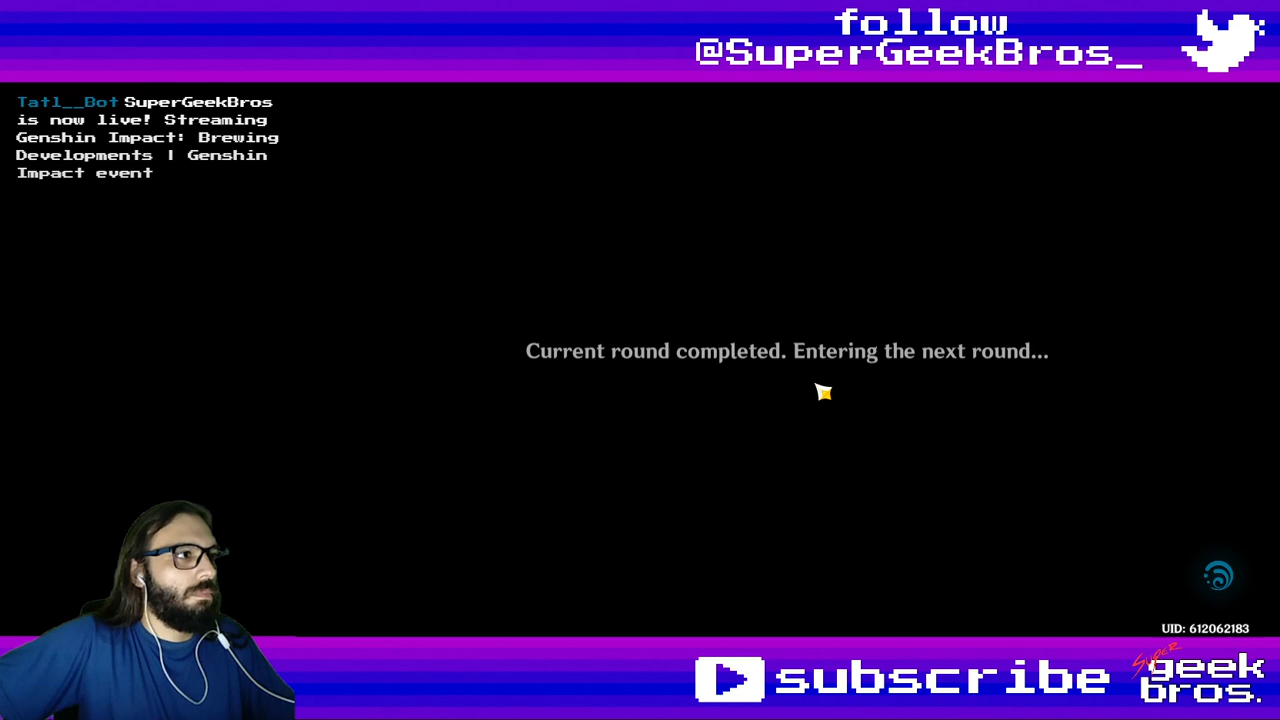 follow
@SuperGeekBros_
Tatl__Bot SuperGeekBros
is now live! Streaming
Genshin Impact: Brewing
Developments | Genshin
Impact event
Current round completed. Entering the next round...
UID: 612062183
subscribe
SUPER
geek
bros.